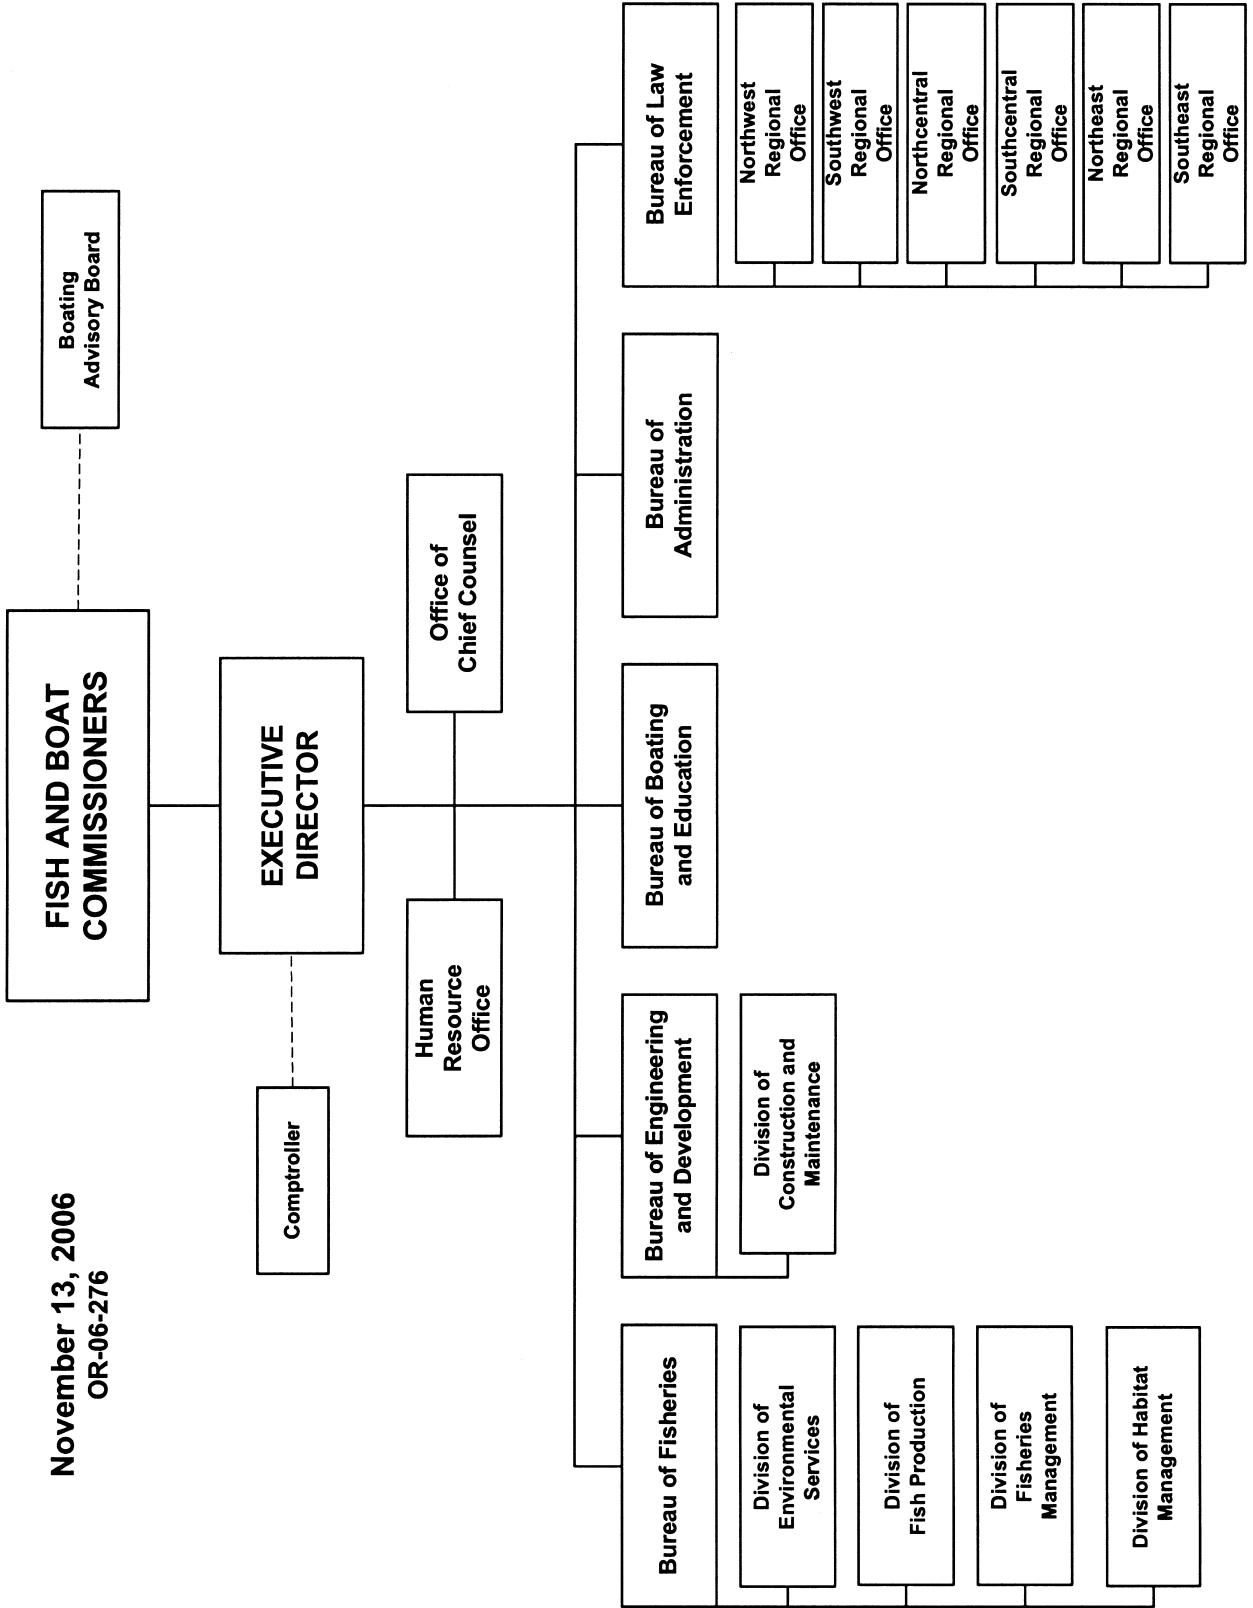 November 13, 2006
OR-06-276
FISH AND BOAT
COMMISSIONERS
Boating
Advisory Board
Comptroller
EXECUTIVE
DIRECTOR
Human
Resource
Office
Office of
Chief Counsel
Bureau of Fisheries
Division of
Environmental
Services
Division of
Fish Production
Division of
Fisheries
Management
Division of Habitat
Management
Bureau of Engineering
and Development
Division of
Construction and
Maintenance
Bureau of Boating
and Education
Bureau of
Administration
Bureau of Law
Enforcement
Northwest
Regional
Office
Southwest
Regional
Office
Northcentral
Regional
Office
Southcentral
Regional
Office
Northeast
Regional
Office
Southeast
Regional
Office